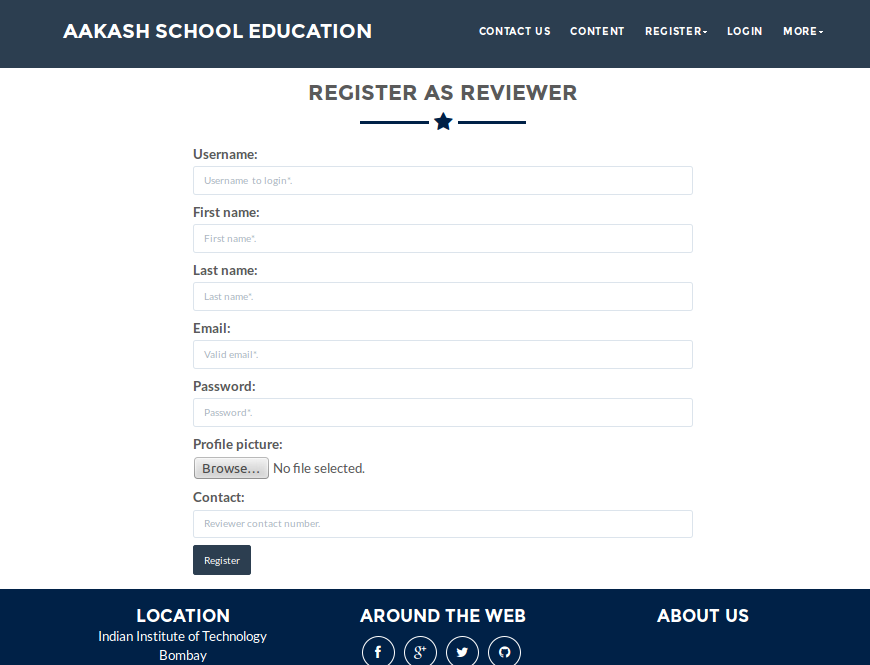 AAKASH SCHOOL EDUCATION
CONTACT US CONTENT REGISTER LOGIN MORE
REGISTER AS REVIEWER
Username:
Username to login*.
First name:
First name*.
Last name:
Last name*.
Email:
Valid email*.
Password:
Password*.
Profile picture:
Browse... No file selected.
Contact:
Reviewer contact number.
Register
LOCATION AROUND THE WEB ABOUT US
Indian Institute of Technology
Bombay